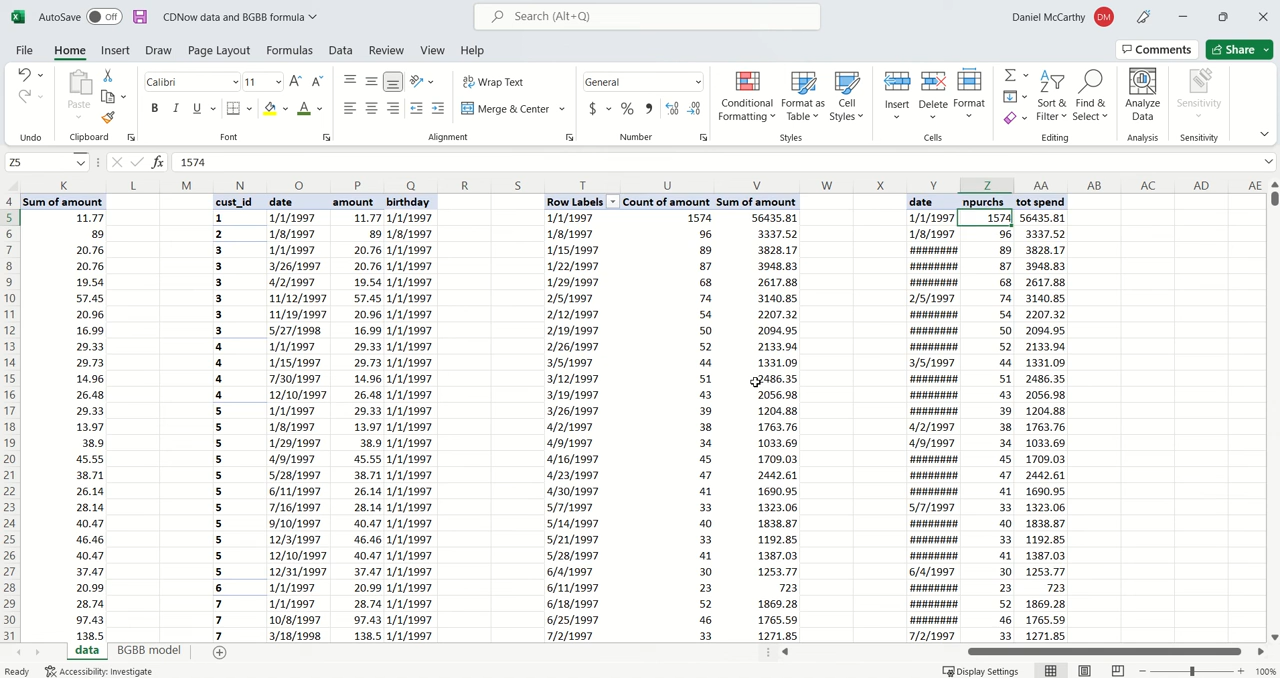 AutoSave Off CDNow data and BGBB formula Search (Alt+Q) Daniel McCarthy DM
File Home Insert Draw Page Layout Formulas Data Review View Help Comments Share
Paste Calibri 11 Wrap Text General Conditional Formatting Format as Table Cell Styles Insert Delete Format Sort & Filter Find & Select Analyze Data Sensitivity
B I U Merge & Center $ %
Undo Clipboard Font Alignment Number Styles Cells Editing Analysis Sensitivity
Z5 fx 1574
K L M N O P Q R S T U V W X Y Z AA AB AC AD AE
4 Sum of amount cust_id date amount birthday Row Labels Count of amount Sum of amount date npurchs tot spend
5 11.77 1 1/1/1997 11.77 1/1/1997 1/1/1997 1574 56435.81 1/1/1997 1574 56435.81
6 89 2 1/8/1997 89 1/8/1997 1/8/1997 96 3337.52 1/8/1997 96 3337.52
7 20.76 3 1/1/1997 20.76 1/1/1997 1/15/1997 89 3828.17 ######## 89 3828.17
8 20.76 3 3/26/1997 20.76 1/1/1997 1/22/1997 87 3948.83 ######## 87 3948.83
9 19.54 3 4/2/1997 19.54 1/1/1997 1/29/1997 68 2617.88 ######## 68 2617.88
10 57.45 3 11/12/1997 57.45 1/1/1997 2/5/1997 74 3140.85 2/5/1997 74 3140.85
11 20.96 3 11/19/1997 20.96 1/1/1997 2/12/1997 54 2207.32 ######## 54 2207.32
12 16.99 3 5/27/1998 16.99 1/1/1997 2/19/1997 50 2094.95 ######## 50 2094.95
13 29.33 4 1/1/1997 29.33 1/1/1997 2/26/1997 52 2133.94 ######## 52 2133.94
14 29.73 4 1/15/1997 29.73 1/1/1997 3/5/1997 44 1331.09 3/5/1997 44 1331.09
15 14.96 4 7/30/1997 14.96 1/1/1997 3/12/1997 51 2486.35 ######## 51 2486.35
16 26.48 4 12/10/1997 26.48 1/1/1997 3/19/1997 43 2056.98 ######## 43 2056.98
17 29.33 5 1/1/1997 29.33 1/1/1997 3/26/1997 39 1204.88 ######## 39 1204.88
18 13.97 5 1/8/1997 13.97 1/1/1997 4/2/1997 38 1763.76 4/2/1997 38 1763.76
19 38.9 5 1/29/1997 38.9 1/1/1997 4/9/1997 34 1033.69 4/9/1997 34 1033.69
20 45.55 5 4/9/1997 45.55 1/1/1997 4/16/1997 45 1709.03 ######## 45 1709.03
21 38.71 5 5/28/1997 38.71 1/1/1997 4/23/1997 47 2442.61 ######## 47 2442.61
22 26.14 5 6/11/1997 26.14 1/1/1997 4/30/1997 41 1690.95 ######## 41 1690.95
23 28.14 5 7/16/1997 28.14 1/1/1997 5/7/1997 33 1323.06 5/7/1997 33 1323.06
24 40.47 5 9/10/1997 40.47 1/1/1997 5/14/1997 40 1838.87 ######## 40 1838.87
25 46.46 5 12/3/1997 46.46 1/1/1997 5/21/1997 33 1192.85 ######## 33 1192.85
26 40.47 5 12/10/1997 40.47 1/1/1997 5/28/1997 41 1387.03 ######## 41 1387.03
27 37.47 5 12/31/1997 37.47 1/1/1997 6/4/1997 30 1253.77 6/4/1997 30 1253.77
28 20.99 6 1/1/1997 20.99 1/1/1997 6/11/1997 23 723 ######## 23 723
29 28.74 7 1/1/1997 28.74 1/1/1997 6/18/1997 52 1869.28 ######## 52 1869.28
30 97.43 7 10/8/1997 97.43 1/1/1997 6/25/1997 46 1765.59 ######## 46 1765.59
31 138.5 7 3/18/1998 138.5 1/1/1997 7/2/1997 33 1271.85 7/2/1997 33 1271.85
data BGBB model
Ready Accessibility: Investigate Display Settings 100%